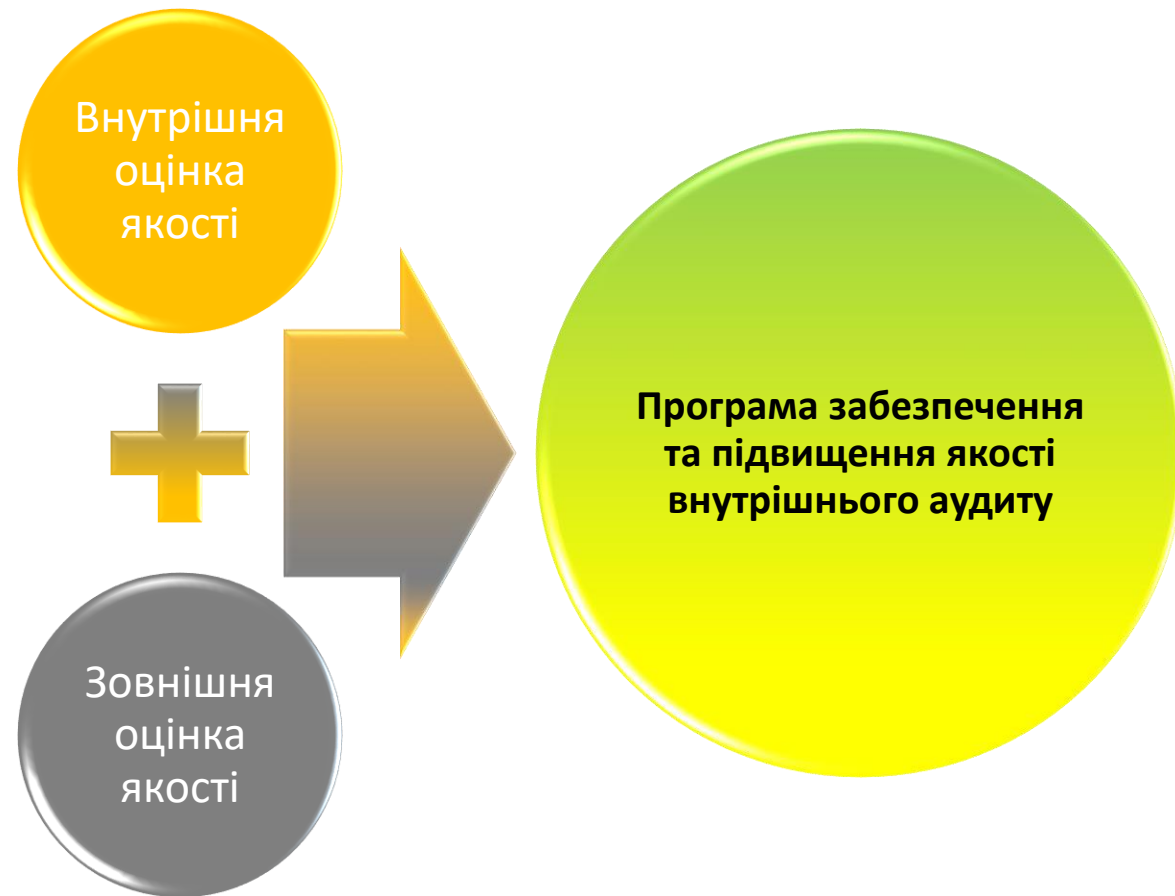 Внутрішня
оцінка
якості
Зовнішня
оцінка
якості
Програма забезпечення
та підвищення якості
внутрішнього аудиту